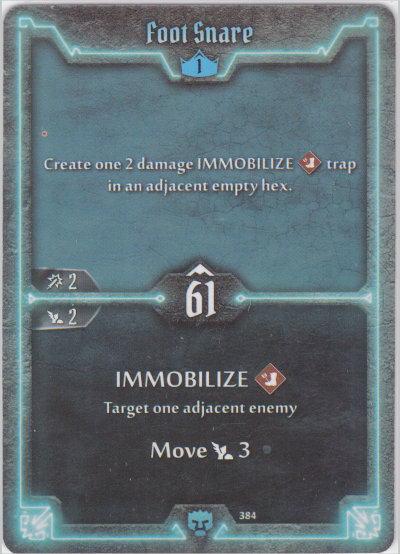 Foot Snare
1
Create one 2 damage IMMOBILIZE trap
in an adjacent empty hex.
2
61
2
IMMOBILIZE
Target one adjacent enemy
Move 3
384